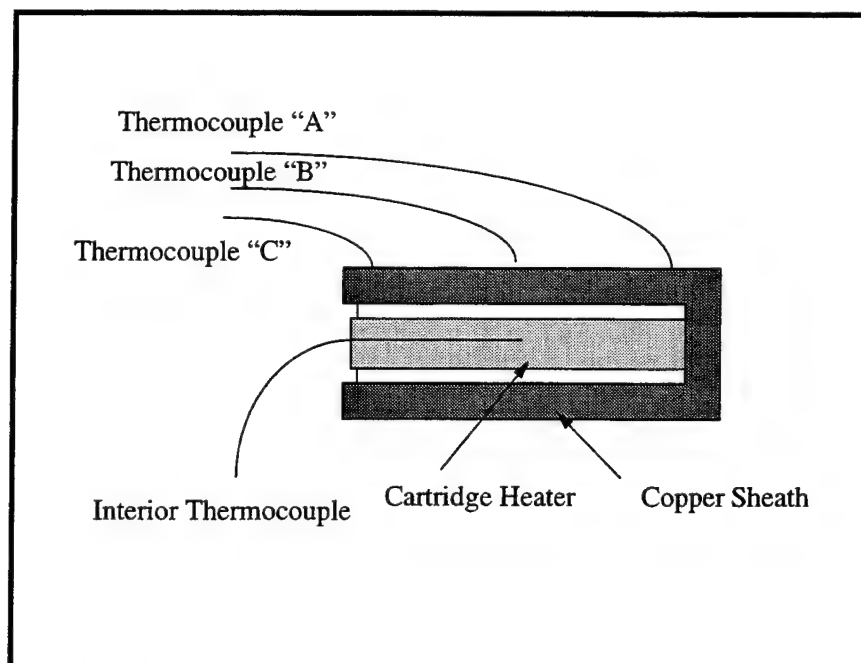 Thermocouple “A”
Thermocouple “B”
Thermocouple “C”
Interior Thermocouple
Cartridge Heater
Copper Sheath